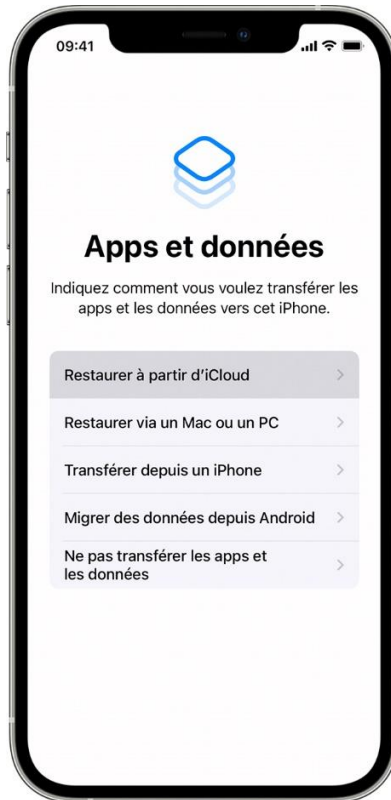 09:41
Apps et données
Indiquez comment vous voulez transférer les
apps et les données vers cet iPhone.
Restaurer à partir d’iCloud
Restaurer via un Mac ou un PC
Transférer depuis un iPhone
Migrer des données depuis Android
Ne pas transférer les apps et
les données